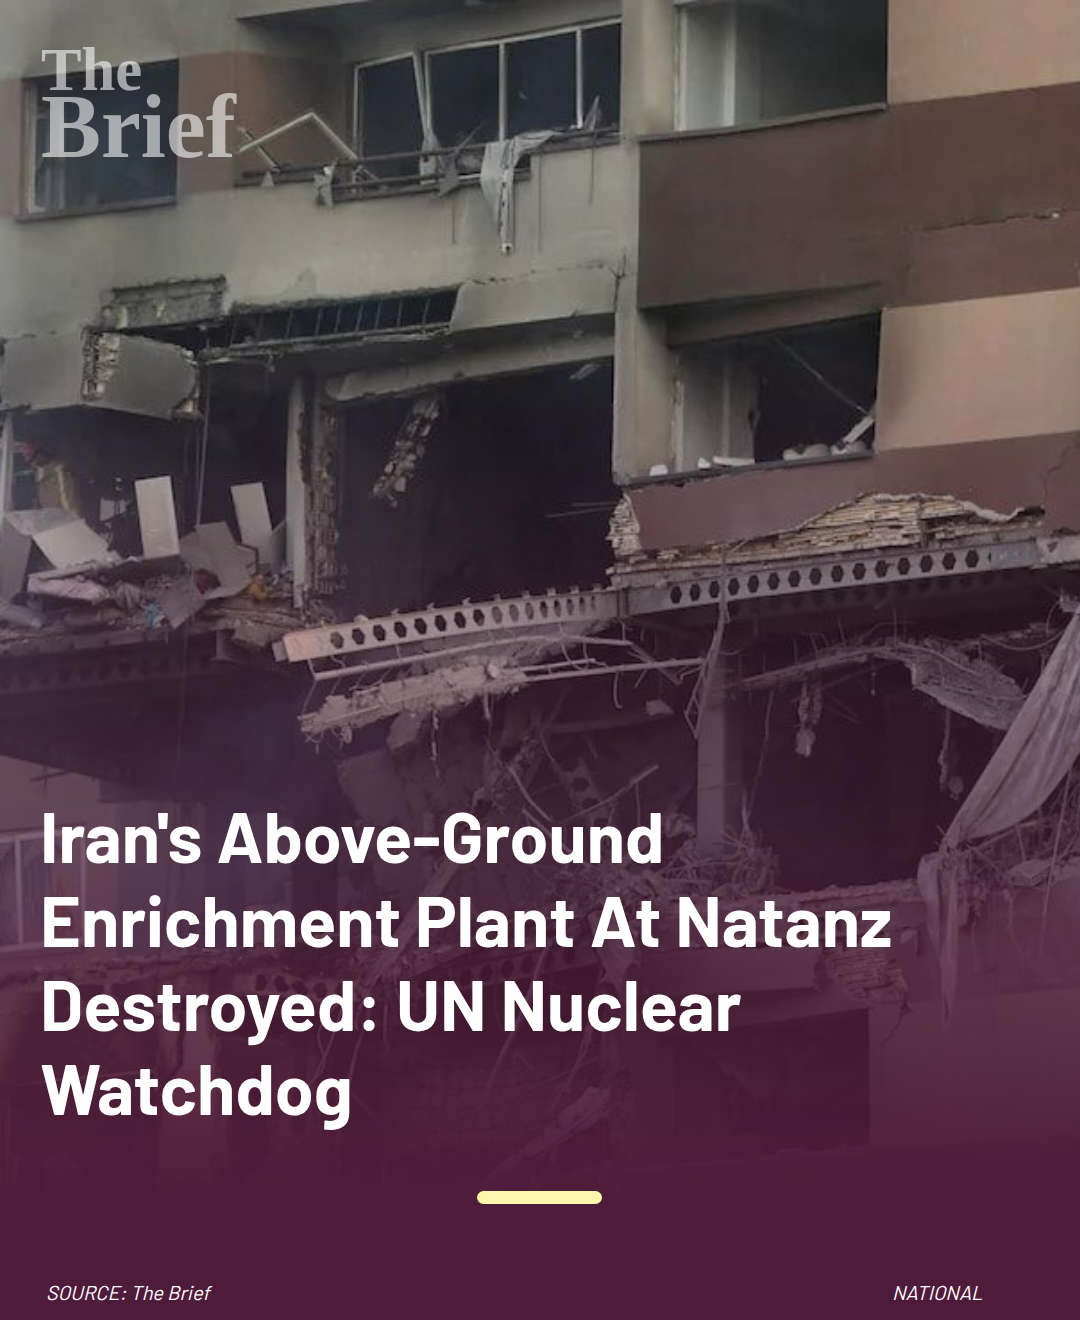 The
Brief
Iran's Above-Ground
Enrichment Plant At Natanz
Destroyed: UN Nuclear
Watchdog
SOURCE: The Brief
NATIONAL